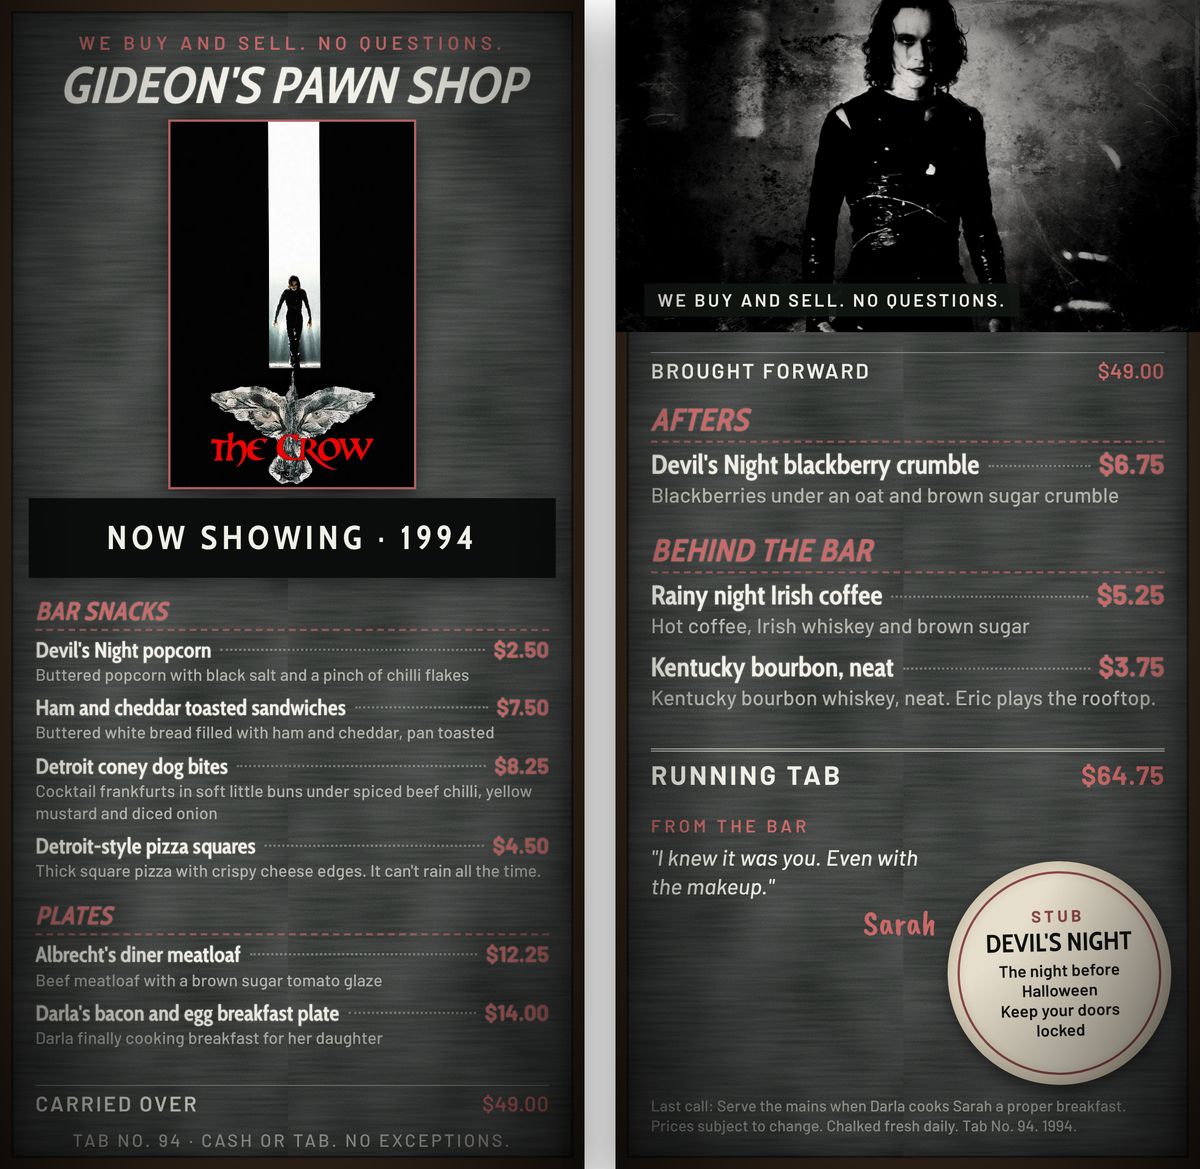 WE BUY AND SELL. NO QUESTIONS.
GIDEON'S PAWN SHOP
THE CROW
NOW SHOWING · 1994
BAR SNACKS
Devil's Night popcorn $2.50
Buttered popcorn with black salt and a pinch of chilli flakes
Ham and cheddar toasted sandwiches $7.50
Buttered white bread filled with ham and cheddar, pan toasted
Detroit coney dog bites $8.25
Cocktail frankfurts in soft little buns under spiced beef chilli, yellow
mustard and diced onion
Detroit-style pizza squares $4.50
Thick square pizza with crispy cheese edges. It can't rain all the time.
PLATES
Albrecht's diner meatloaf $12.25
Beef meatloaf with a brown sugar tomato glaze
Darla's bacon and egg breakfast plate $14.00
Darla finally cooking breakfast for her daughter
CARRIED OVER $49.00
TAB NO. 94 · CASH OR TAB. NO EXCEPTIONS.
WE BUY AND SELL. NO QUESTIONS.
BROUGHT FORWARD $49.00
AFTERS
Devil's Night blackberry crumble $6.75
Blackberries under an oat and brown sugar crumble
BEHIND THE BAR
Rainy night Irish coffee $5.25
Hot coffee, Irish whiskey and brown sugar
Kentucky bourbon, neat $3.75
Kentucky bourbon whiskey, neat. Eric plays the rooftop.
RUNNING TAB $64.75
FROM THE BAR
"I knew it was you. Even with
the makeup."
Sarah
STUB
DEVIL'S NIGHT
The night before
Halloween
Keep your doors
locked
Last call: Serve the mains when Darla cooks Sarah a proper breakfast.
Prices subject to change. Chalked fresh daily. Tab No. 94. 1994.